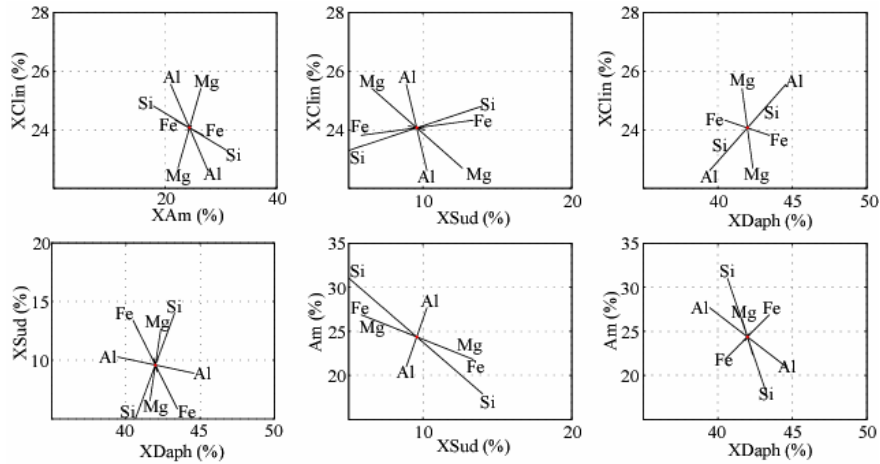 28
26
24
XClin (%)
Al
Mg
Si
Fe
Fe
Si
Mg
Al
20
40
XAm (%)
28
26
24
XClin (%)
Mg
Al
Si
Fe
Fe
Si
Al
Mg
10
20
XSud (%)
28
26
24
XClin (%)
Mg
Al
Si
Fe
Fe
Si
Al
Mg
40
45
50
XDaph (%)
20
15
10
XSud (%)
Fe
Si
Mg
Al
Al
Si
Mg
Fe
40
45
50
XDaph (%)
35
30
25
20
Am (%)
Si
Al
Fe
Mg
Mg
Fe
Al
Si
10
20
XSud (%)
35
30
25
20
Am (%)
Si
Al
Mg
Fe
Fe
Al
Si
40
45
50
XDaph (%)